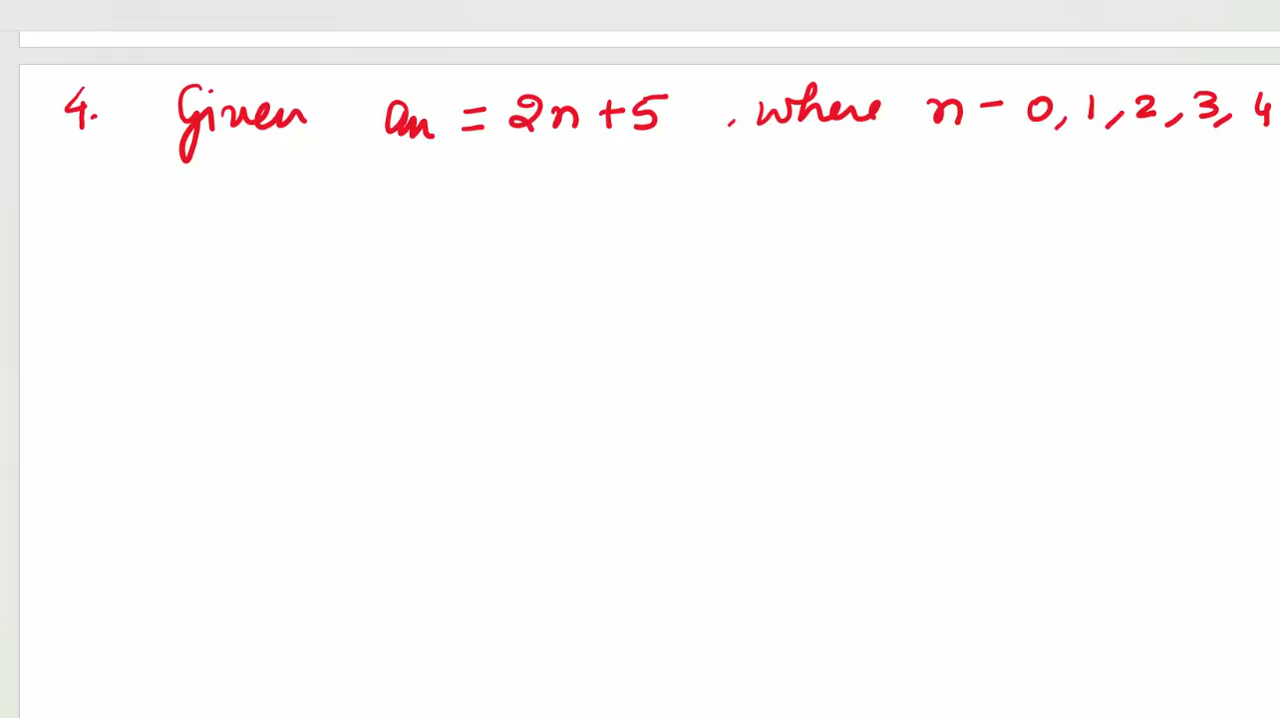 4. Given an = 2n + 5 , where n - 0, 1, 2, 3, 4